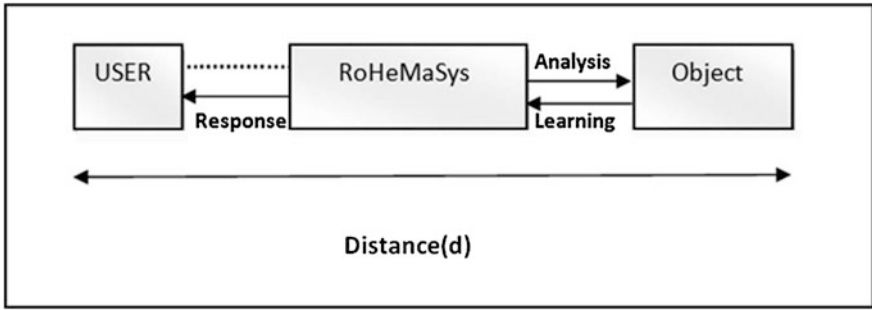 USER
RoHeMaSys
Analysis
Object
Response
Learning
Distance(d)